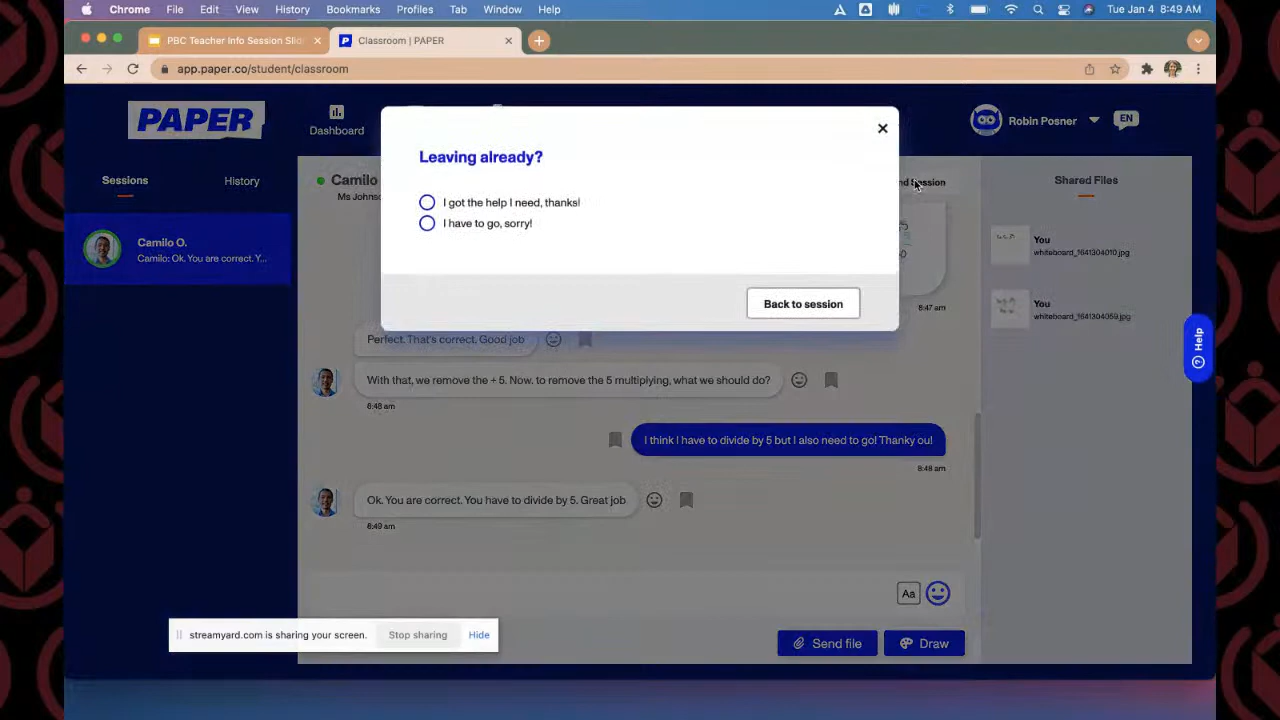 Chrome File Edit View History Bookmarks Profiles Tab Window Help Tue Jan 4 8:49 AM
PBC Teacher Info Session Slid
Classroom | PAPER
app.paper.co/student/classroom
PAPER
Dashboard
Robin Posner
EN
Leaving already?
I got the help I need, thanks!
I have to go, sorry!
Back to session
Sessions
History
Camilo
Ms Johnso
nd Session
Shared Files
Camilo O.
Camilo: Ok. You are correct. Y...
You
whiteboard_1641304010.jpg
You
whiteboard_1641304059.jpg
8:47 am
Help
Perfect. That's correct. Good job
With that, we remove the + 5. Now. to remove the 5 multiplying, what we should do?
8:48 am
I think I have to divide by 5 but I also need to go! Thanky ou!
8:48 am
Ok. You are correct. You have to divide by 5. Great job
8:49 am
Aa
streamyard.com is sharing your screen.
Stop sharing
Hide
Send file
Draw